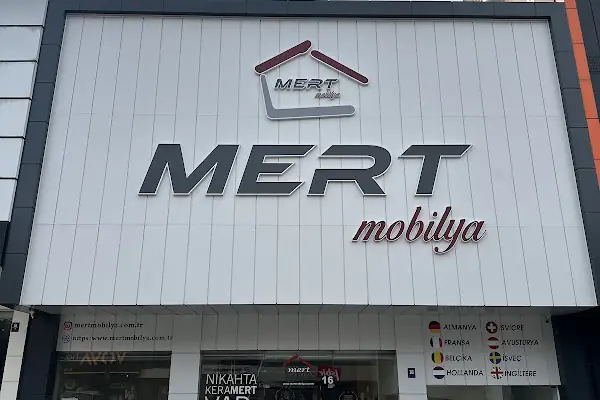 MERT
mobilya
MERT
mobilya
mertmobilya.com.tr
https:www.mertmobilya.com.tr
ALMANYA
İSVİÇRE
FRANSA
AVUSTURYA
BELÇİKA
İSVEÇ
HOLLANDA
İNGİLTERE
NİKAHTA
KERAMERT
VAR
mert
16